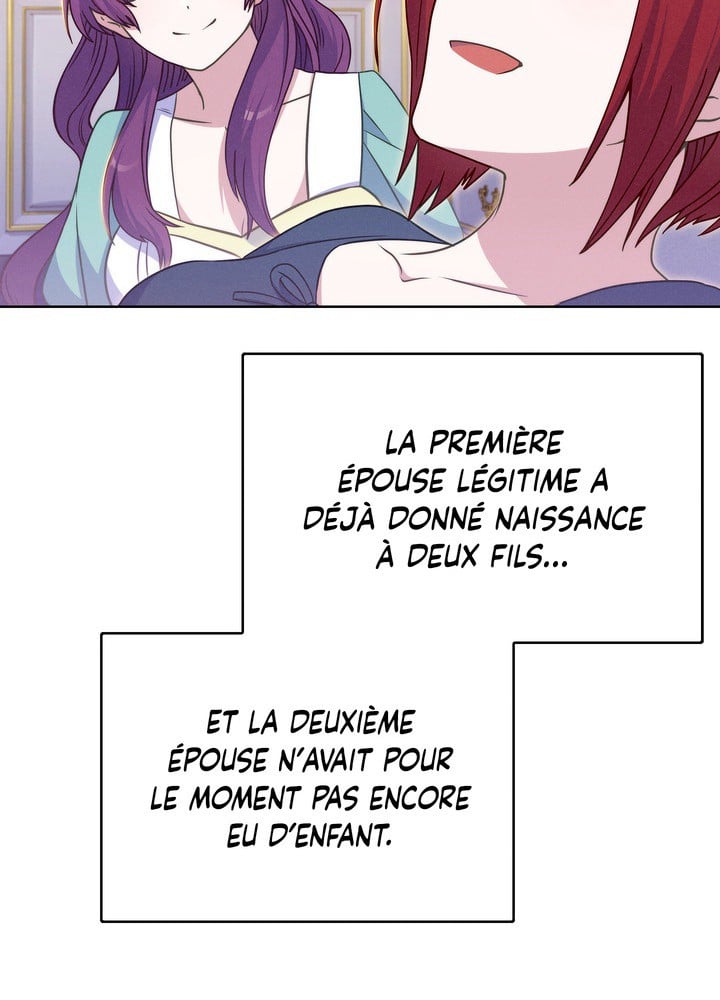 LA PREMIÈRE
ÉPOUSE LÉGITIME A
DÉJÀ DONNÉ NAISSANCE
À DEUX FILS...
ET LA DEUXIÈME
ÉPOUSE N'AVAIT POUR
LE MOMENT PAS ENCORE
EU D'ENFANT.